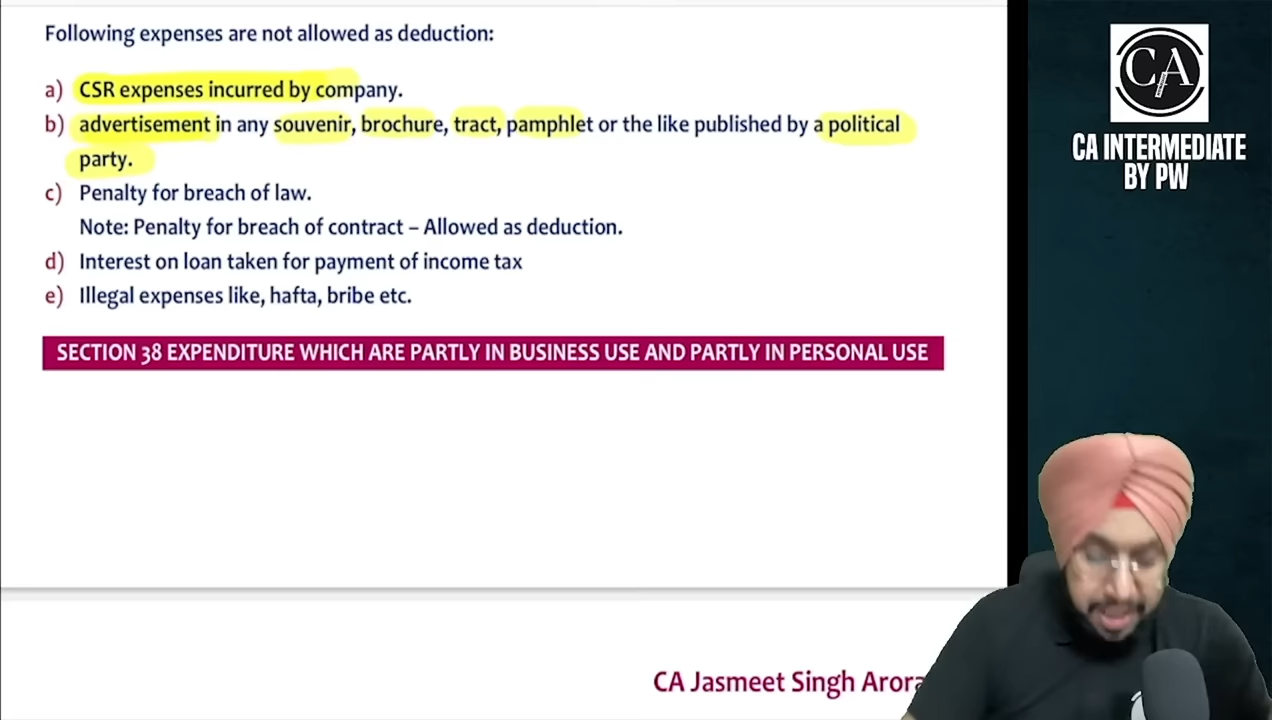 Following expenses are not allowed as deduction:
a) CSR expenses incurred by company.
b) advertisement in any souvenir, brochure, tract, pamphlet or the like published by a political
party.
c) Penalty for breach of law.
Note: Penalty for breach of contract – Allowed as deduction.
d) Interest on loan taken for payment of income tax
e) Illegal expenses like, hafta, bribe etc.
SECTION 38 EXPENDITURE WHICH ARE PARTLY IN BUSINESS USE AND PARTLY IN PERSONAL USE
CA Jasmeet Singh Arora
CA
CA INTERMEDIATE
BY PW